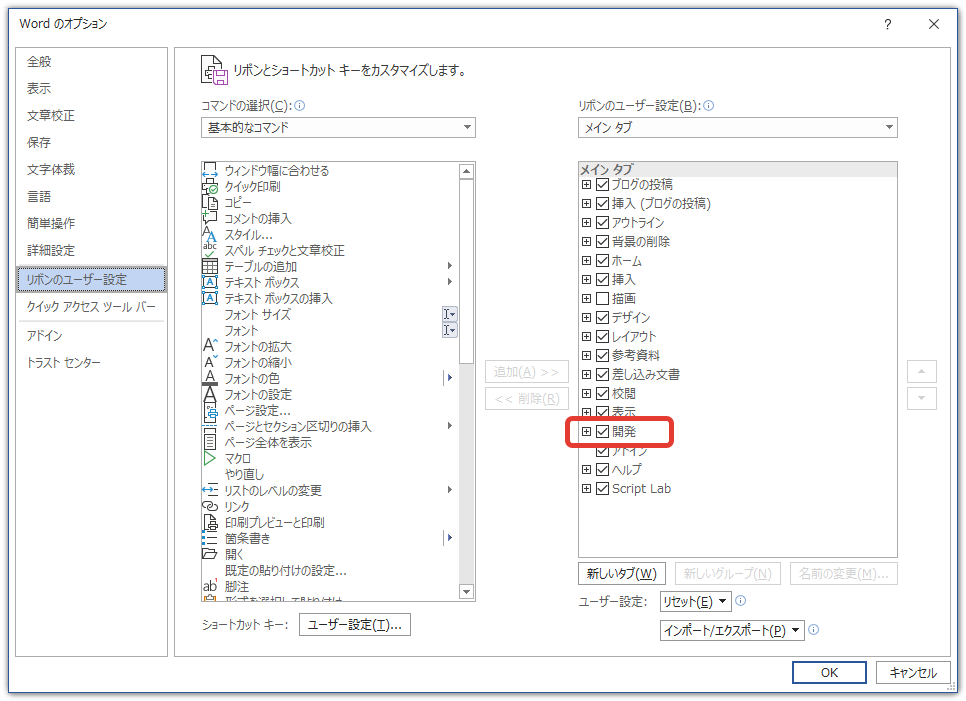 Word のオプション
?
全般
表示
文章校正
保存
文字体裁
言語
簡単操作
詳細設定
リボンのユーザー設定
クイック アクセス ツール バー
アドイン
トラスト センター
リボンとショートカット キーをカスタマイズします。
コマンドの選択(C):
基本的なコマンド
ウィンドウ幅に合わせる
クイック印刷
コピー
コメントの挿入
スタイル...
スペル チェックと文章校正
テーブルの追加
テキスト ボックス
テキスト ボックスの挿入
フォント サイズ
フォント
フォントの拡大
フォントの縮小
フォントの色
フォントの設定
ページ設定...
ページとセクション区切りの挿入
ページ全体を表示
マクロ
やり直し
リストのレベルの変更
リンク
印刷プレビューと印刷
箇条書き
開く
既定の貼り付けの設定...
脚注
形式を選択して貼り付け
ショートカット キー:
ユーザー設定(T)...
追加(A) >>
<< 削除(R)
リボンのユーザー設定(B):
メイン タブ
メイン タブ
ブログの投稿
挿入 (ブログの投稿)
アウトライン
背景の削除
ホーム
挿入
描画
デザイン
レイアウト
参考資料
差し込み文書
校閲
表示
開発
アドイン
ヘルプ
Script Lab
新しいタブ(W)
新しいグループ(N)
名前の変更(M)...
ユーザー設定:
リセット(E)
インポート/エクスポート(P)
OK
キャンセル